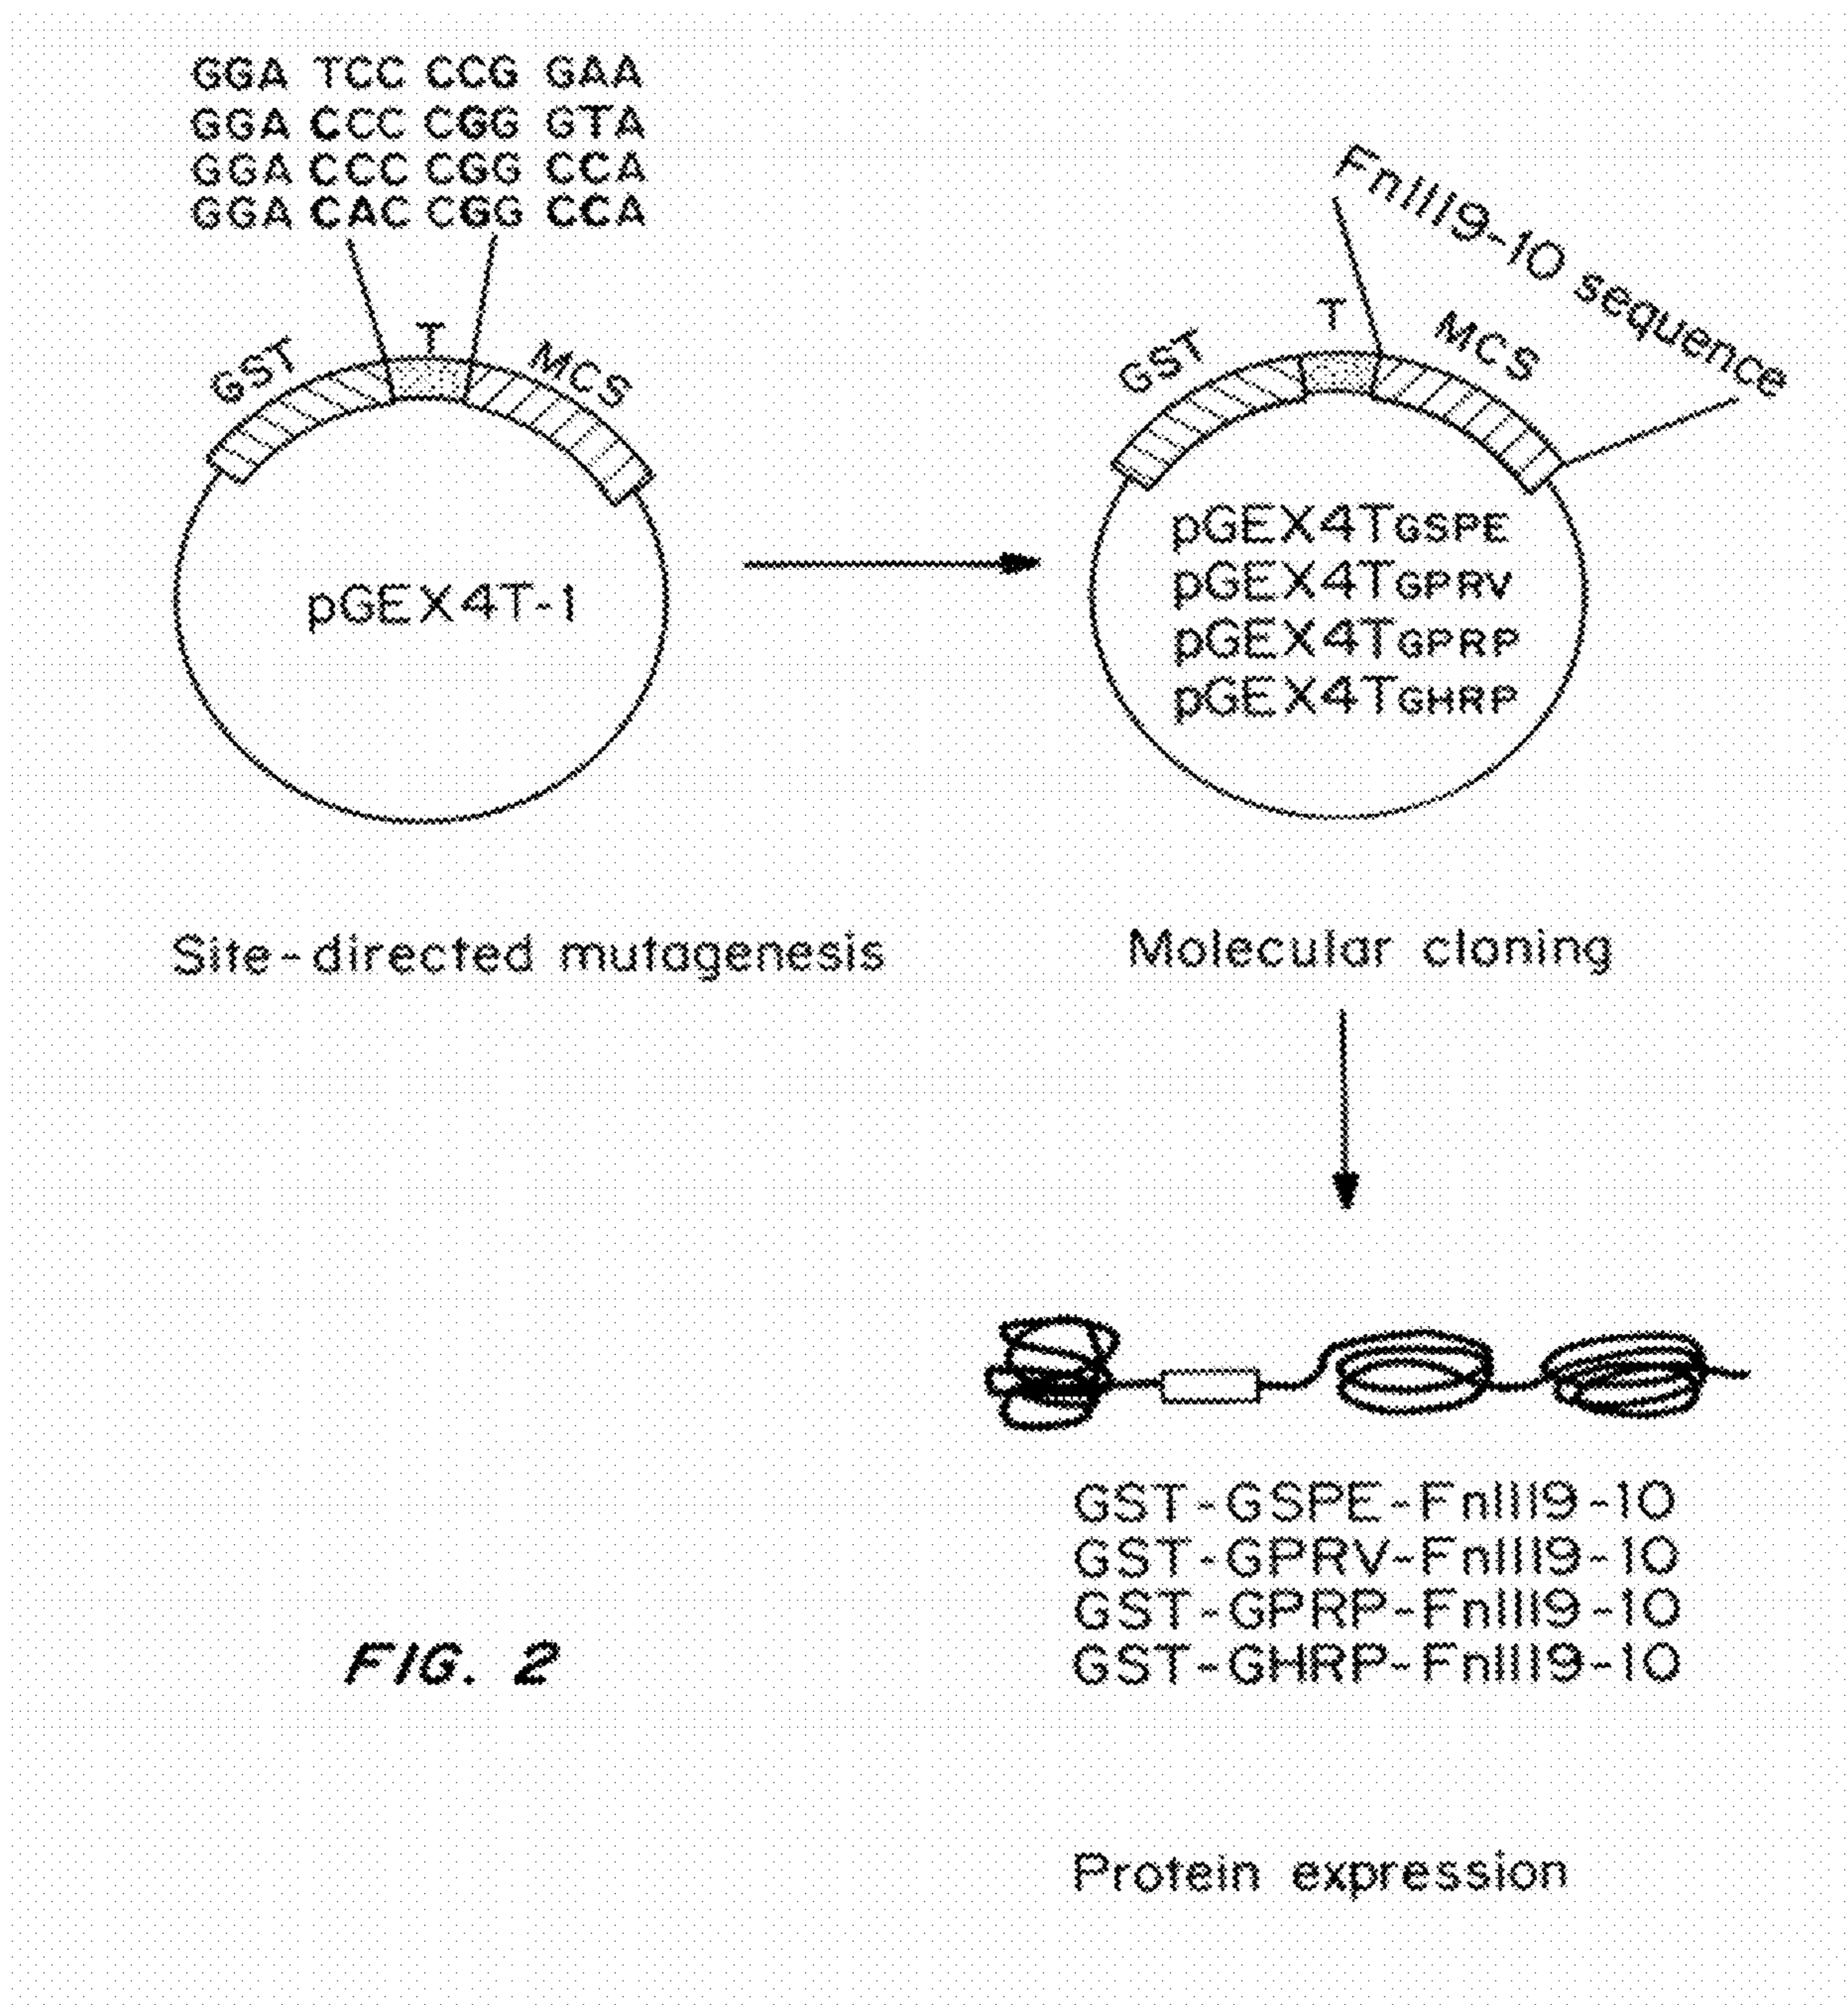 GGA TCC CCG GAA
GGA CCC CGG GTA
GGA CCC CGG CCA
GGA CAC CGG CCA
GST
T
MCS
pGEX4T-1
Site-directed mutagenesis
FnIII9-10 sequence
GST
T
MCS
pGEX4TGSPE
pGEX4TGPRV
pGEX4TGPRP
pGEX4TGHRP
Molecular cloning
GST-GSPE-FnIII9-10
GST-GPRV-FnIII9-10
GST-GPRP-FnIII9-10
GST-GHRP-FnIII9-10
FIG. 2
Protein expression